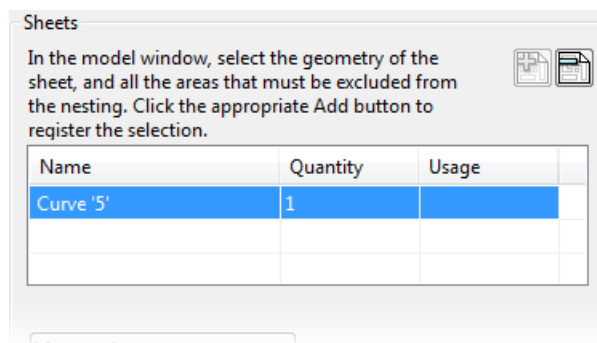 Sheets
In the model window, select the geometry of the
sheet, and all the areas that must be excluded from
the nesting. Click the appropriate Add button to
register the selection.
Name Quantity Usage
Curve '5' 1